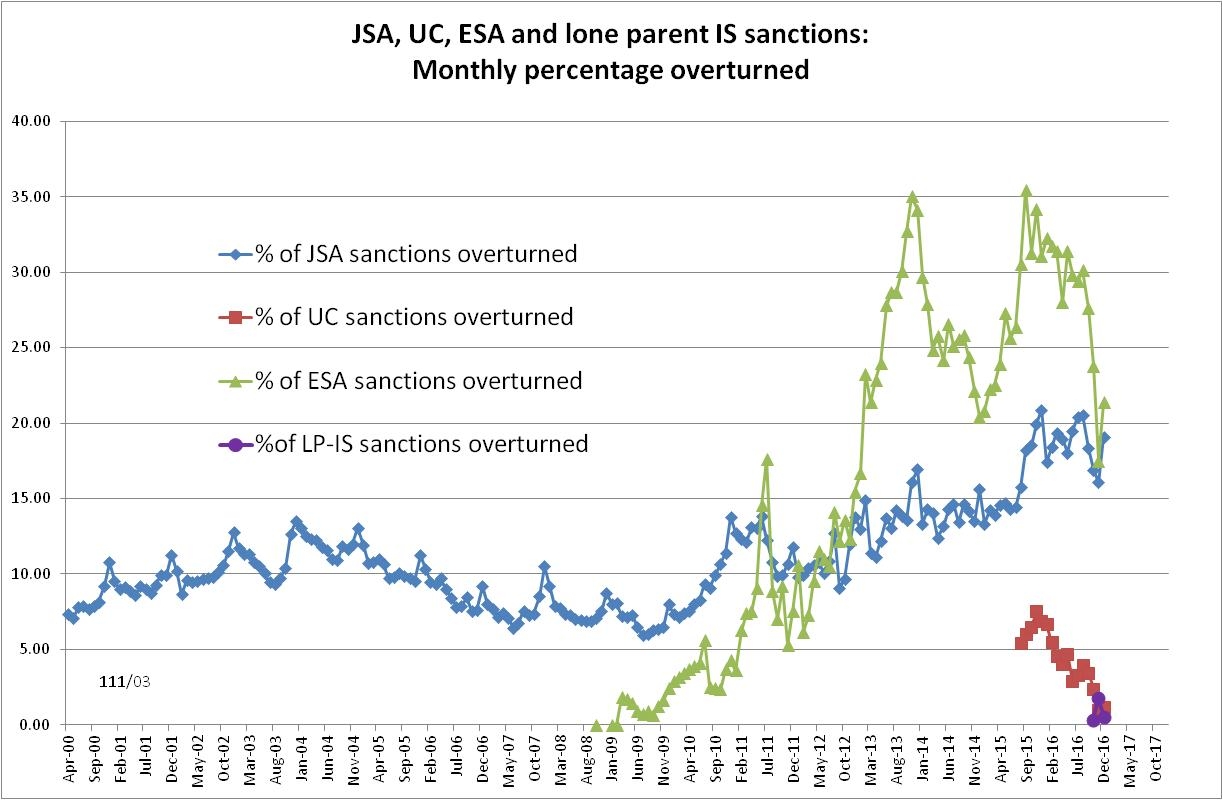 JSA, UC, ESA and lone parent IS sanctions:
Monthly percentage overturned
40.00
35.00
30.00
25.00
20.00
15.00
10.00
5.00
0.00
% of JSA sanctions overturned
% of UC sanctions overturned
% of ESA sanctions overturned
%of LP-IS sanctions overturned
111/03
Apr-00
Sep-00
Feb-01
Jul-01
Dec-01
May-02
Oct-02
Mar-03
Aug-03
Jan-04
Jun-04
Nov-04
Apr-05
Sep-05
Feb-06
Jul-06
Dec-06
May-07
Oct-07
Mar-08
Aug-08
Jan-09
Jun-09
Nov-09
Apr-10
Sep-10
Feb-11
Jul-11
Dec-11
May-12
Oct-12
Mar-13
Aug-13
Jan-14
Jun-14
Nov-14
Apr-15
Sep-15
Feb-16
Jul-16
Dec-16
May-17
Oct-17